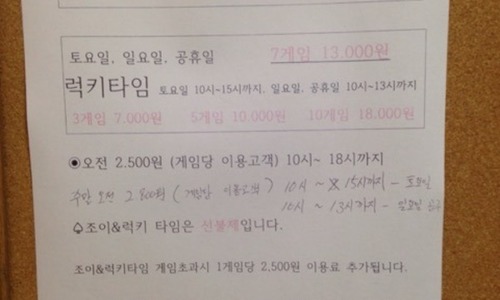 토요일, 일요일, 공휴일 7게임 13.000원
럭키타임 토요일 10시~15시까지, 일요일, 공휴일 10시~13시까지
3게임 7.000원 5게임 10.000원 10게임 18.000원
◉오전 2.500원 (게임당 이용고객) 10시~ 18시까지
주말 오전 2800원 (게임당 이용고객) 10시 ~ 15시까지 - 토요일
10시 ~ 13시까지 - 일요일
♤조이&럭키 타임은 선불제입니다.
조이&럭키타임 게임초과시 1게임당 2,500원 이용료 추가됩니다.